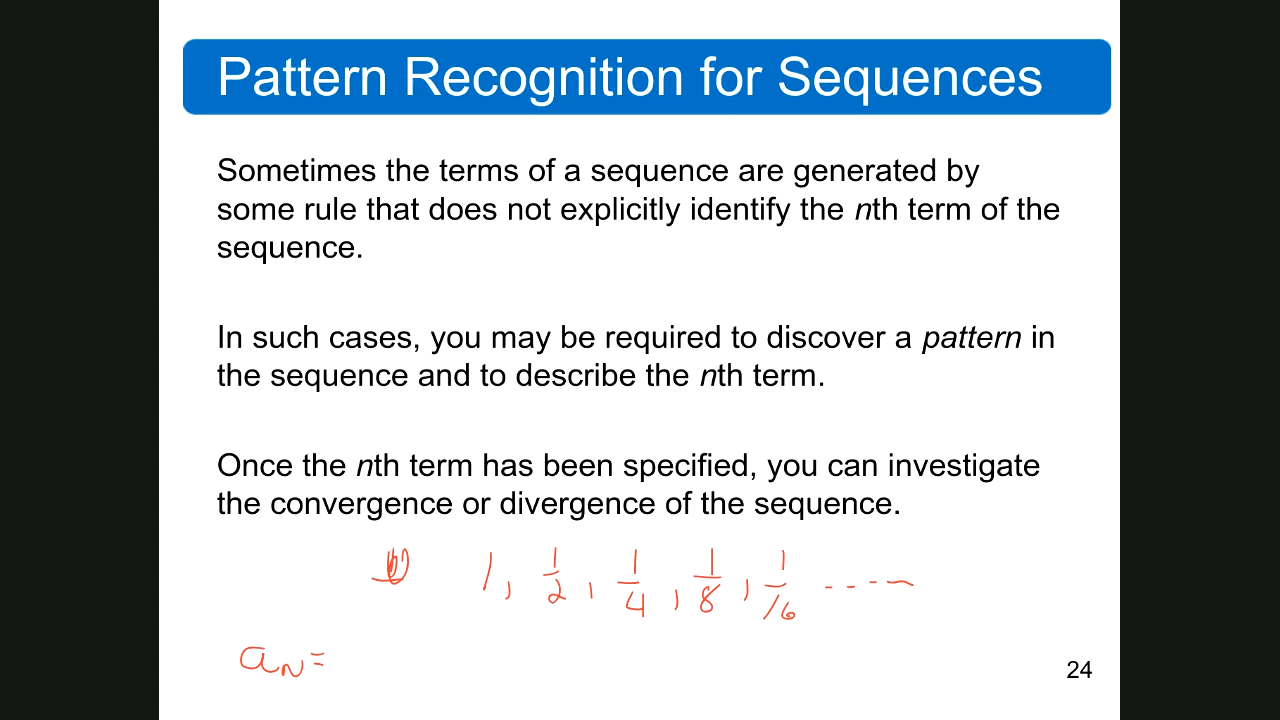 Pattern Recognition for Sequences
Sometimes the terms of a sequence are generated by
some rule that does not explicitly identify the nth term of the
sequence.
In such cases, you may be required to discover a pattern in
the sequence and to describe the nth term.
Once the nth term has been specified, you can investigate
the convergence or divergence of the sequence.
1, 1/2, 1/4, 1/8, 1/16 ----
aₙ =
24